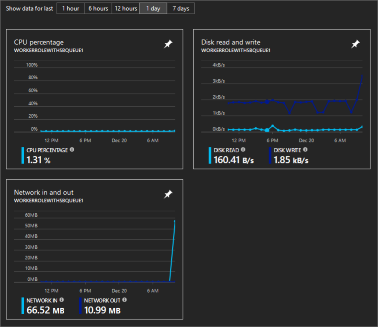 Show data for last 1 hour 6 hours 12 hours 1 day 7 days
CPU percentage
WORKERROLEWITHSBQUEUE1
100%
80%
60%
40%
20%
0%
12 PM 6 PM Dec 20 6 AM
CPU PERCENTAGE
1.31 %
Disk read and write
WORKERROLEWITHSBQUEUE1
4kB/s
3kB/s
2kB/s
1kB/s
0kB/s
12 PM 6 PM Dec 20 6 AM
DISK READ DISK WRITE
160.41 B/s 1.85 kB/s
Network in and out
WORKERROLEWITHSBQUEUE1
60MB
50MB
40MB
30MB
20MB
10MB
0MB
12 PM 6 PM Dec 20 6 AM
NETWORK IN NETWORK OUT
66.52 MB 10.99 MB